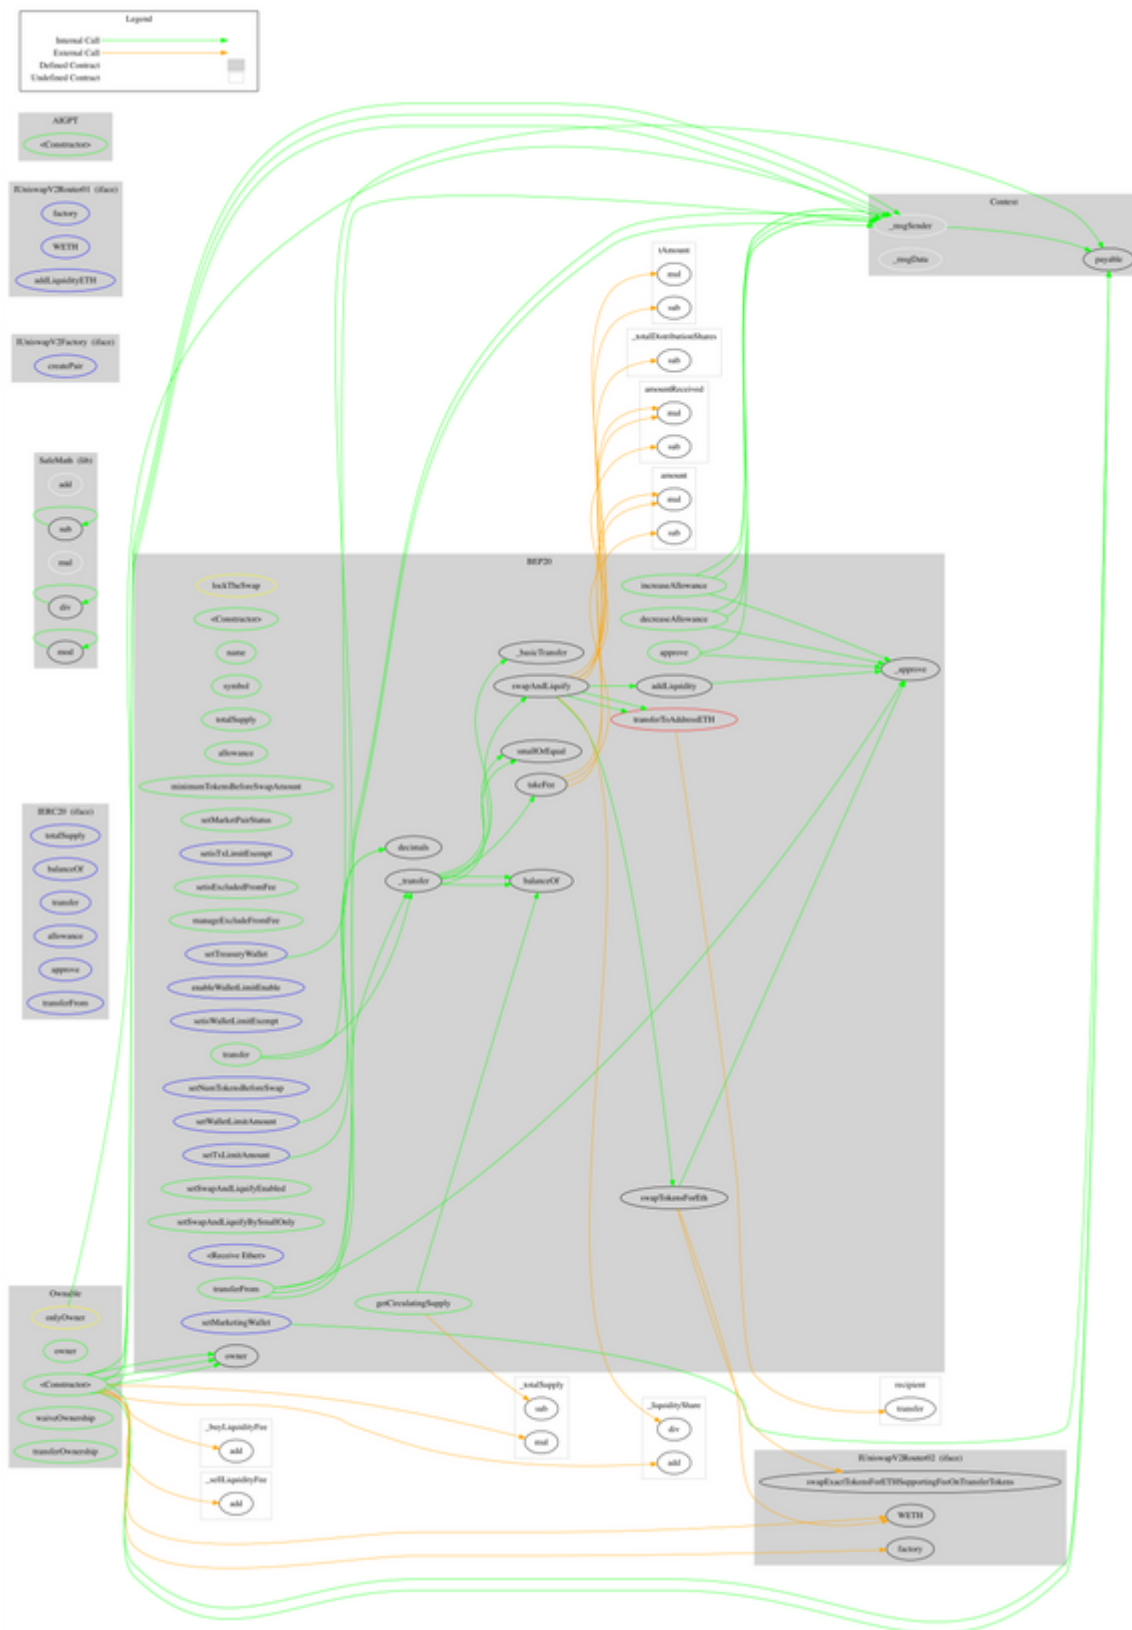 Legend
Internal Call
External Call
Defined Contract
Undefined Contract
AIGPT
<Constructor>
IUniswapV2Router01 (iface)
factory
WETH
addLiquidityETH
IUniswapV2Factory (iface)
createPair
SafeMath (lib)
add
sub
mul
div
mod
IERC20 (iface)
totalSupply
balanceOf
transfer
allowance
approve
transferFrom
Ownable
onlyOwner
owner
<Constructor>
waiveOwnership
transferOwnership
Context
_msgSender
_msgData
payable
tAmount
mul
sub
_totalDistributionShares
sub
amountReceived
mul
sub
amount
mul
sub
BEP20
lockTheSwap
<Constructor>
name
symbol
totalSupply
allowance
minimumTokensBeforeSwapAmount
setMarketPairStatus
setisTxLimitExempt
setisExcludedFromFee
manageExcludeFromFee
setTreasuryWallet
enableWalletLimitEnable
setisWalletLimitExempt
transfer
setNumTokensBeforeSwap
setWalletLimitAmount
setTxLimitAmount
setSwapAndLiquifyEnabled
setSwapAndLiquifyBySmallOnly
<Receive Ether>
transferFrom
setMarketingWallet
owner
decimals
_transfer
getCirculatingSupply
_basicTransfer
swapAndLiquify
smallOrEqual
takeFee
balanceOf
increaseAllowance
decreaseAllowance
approve
addLiquidity
transferToAddressETH
swapTokensForEth
_approve
_buyLiquidityFee
add
_sellLiquidityFee
add
_totalSupply
sub
mul
_liquidityShare
div
add
recipient
transfer
IUniswapV2Router02 (iface)
swapExactTokensForETHSupportingFeeOnTransferTokens
WETH
factory